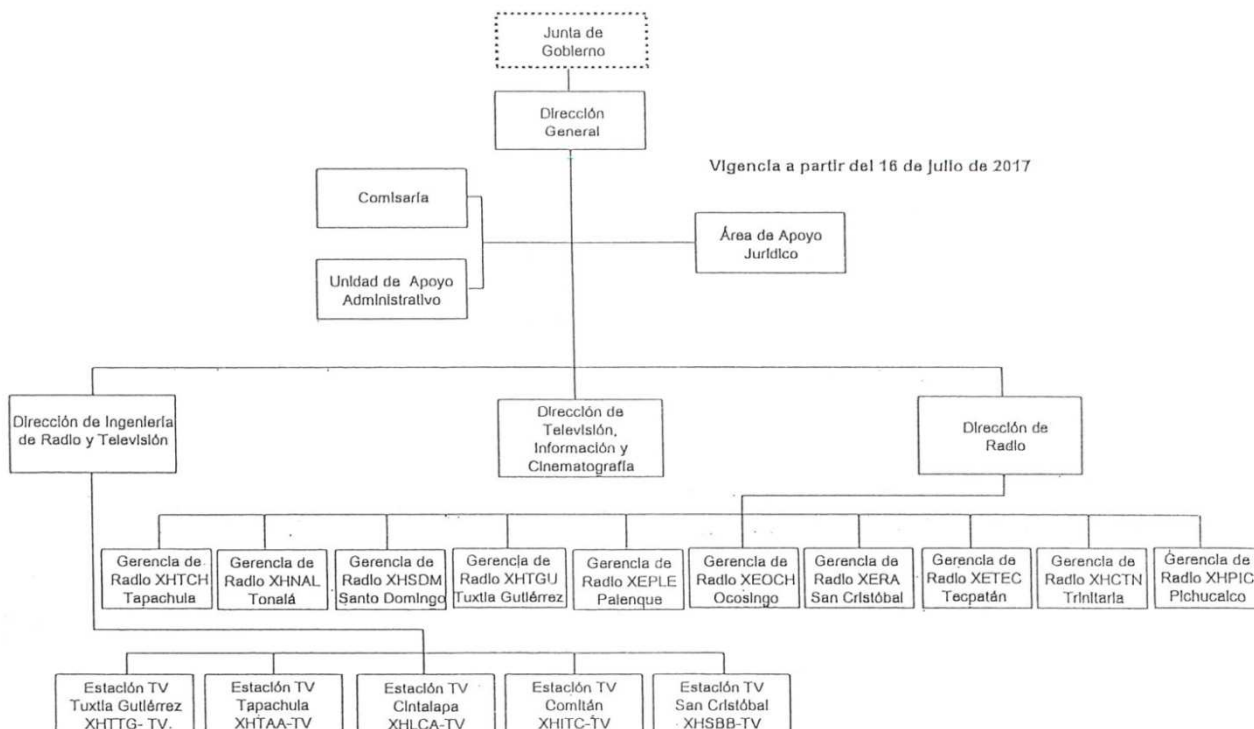 Junta de
Gobierno
Dirección
General
Vigencia a partir del 16 de julio de 2017
Comisaría
Área de Apoyo
Jurídico
Unidad de Apoyo
Administrativo
Dirección de Ingeniería
de Radio y Televisión
Dirección de
Televisión,
Información y
Cinematografía
Dirección de
Radio
Gerencia de
Radio XHTCH
Tapachula
Gerencia de
Radio XHNAL
Tonalá
Gerencia de
Radio XHSDM
Santo Domingo
Gerencia de
Radio XHTGU
Tuxtla Gutiérrez
Gerencia de
Radio XEPLE
Palenque
Gerencia de
Radio XEOCH
Ocosingo
Gerencia de
Radio XERA
San Cristóbal
Gerencia de
Radio XETEC
Tecpatán
Gerencia de
Radio XHCTN
Trinitaria
Gerencia de
Radio XHPIC
Pichucalco
Estación TV
Tuxtla Gutiérrez
XHTTG- TV.
Estación TV
Tapachula
XHTAA-TV
Estación TV
Cintalapa
XHLCA-TV
Estación TV
Comitán
XHITC-TV
Estación TV
San Cristóbal
XHSBB-TV